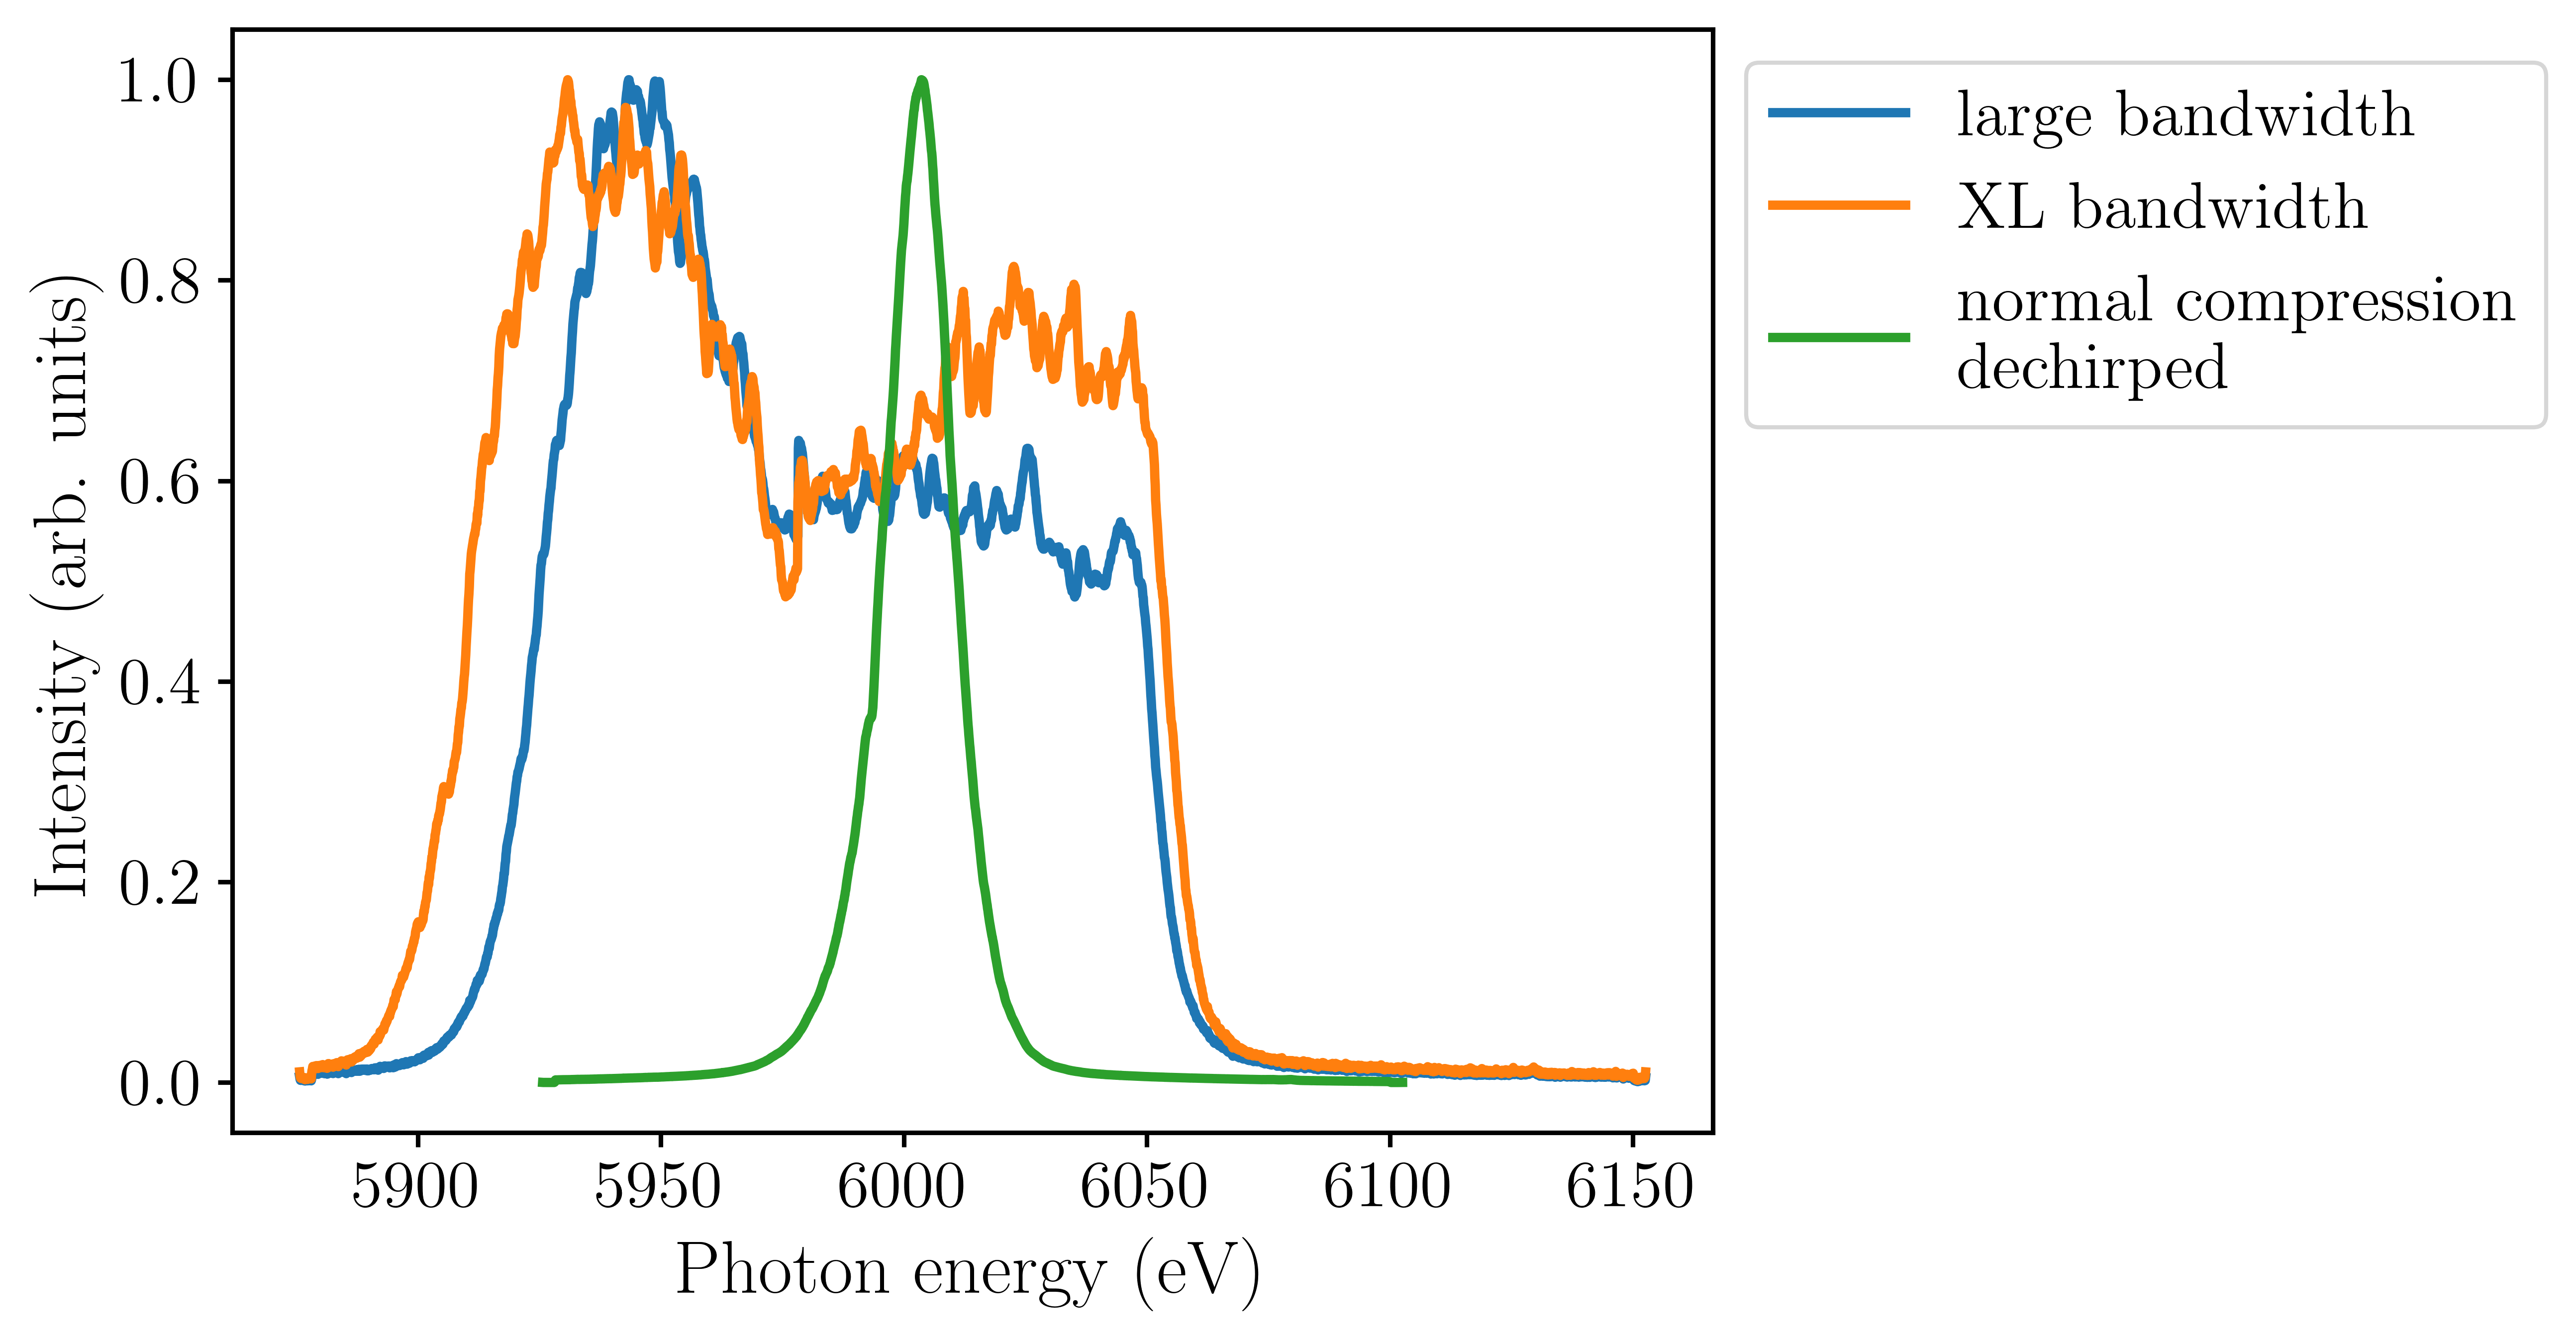 1.0
0.8
0.6
0.4
0.2
0.0
Intensity (arb. units)
5900 5950 6000 6050 6100 6150
Photon energy (eV)
large bandwidth
XL bandwidth
normal compression
dechirped